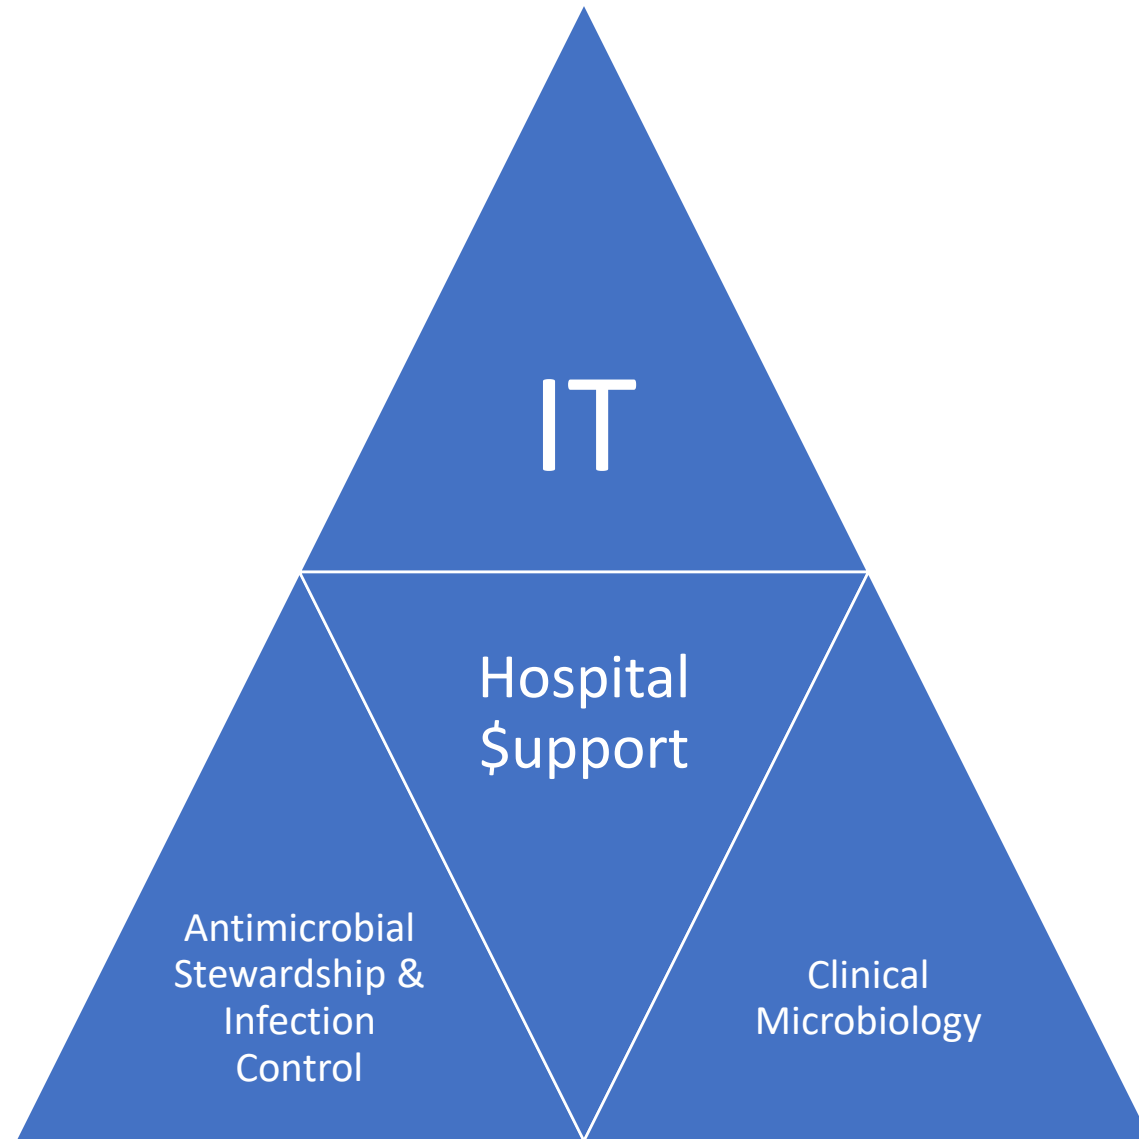 IT
Hospital
$upport
Antimicrobial
Stewardship &
Infection
Control
Clinical
Microbiology